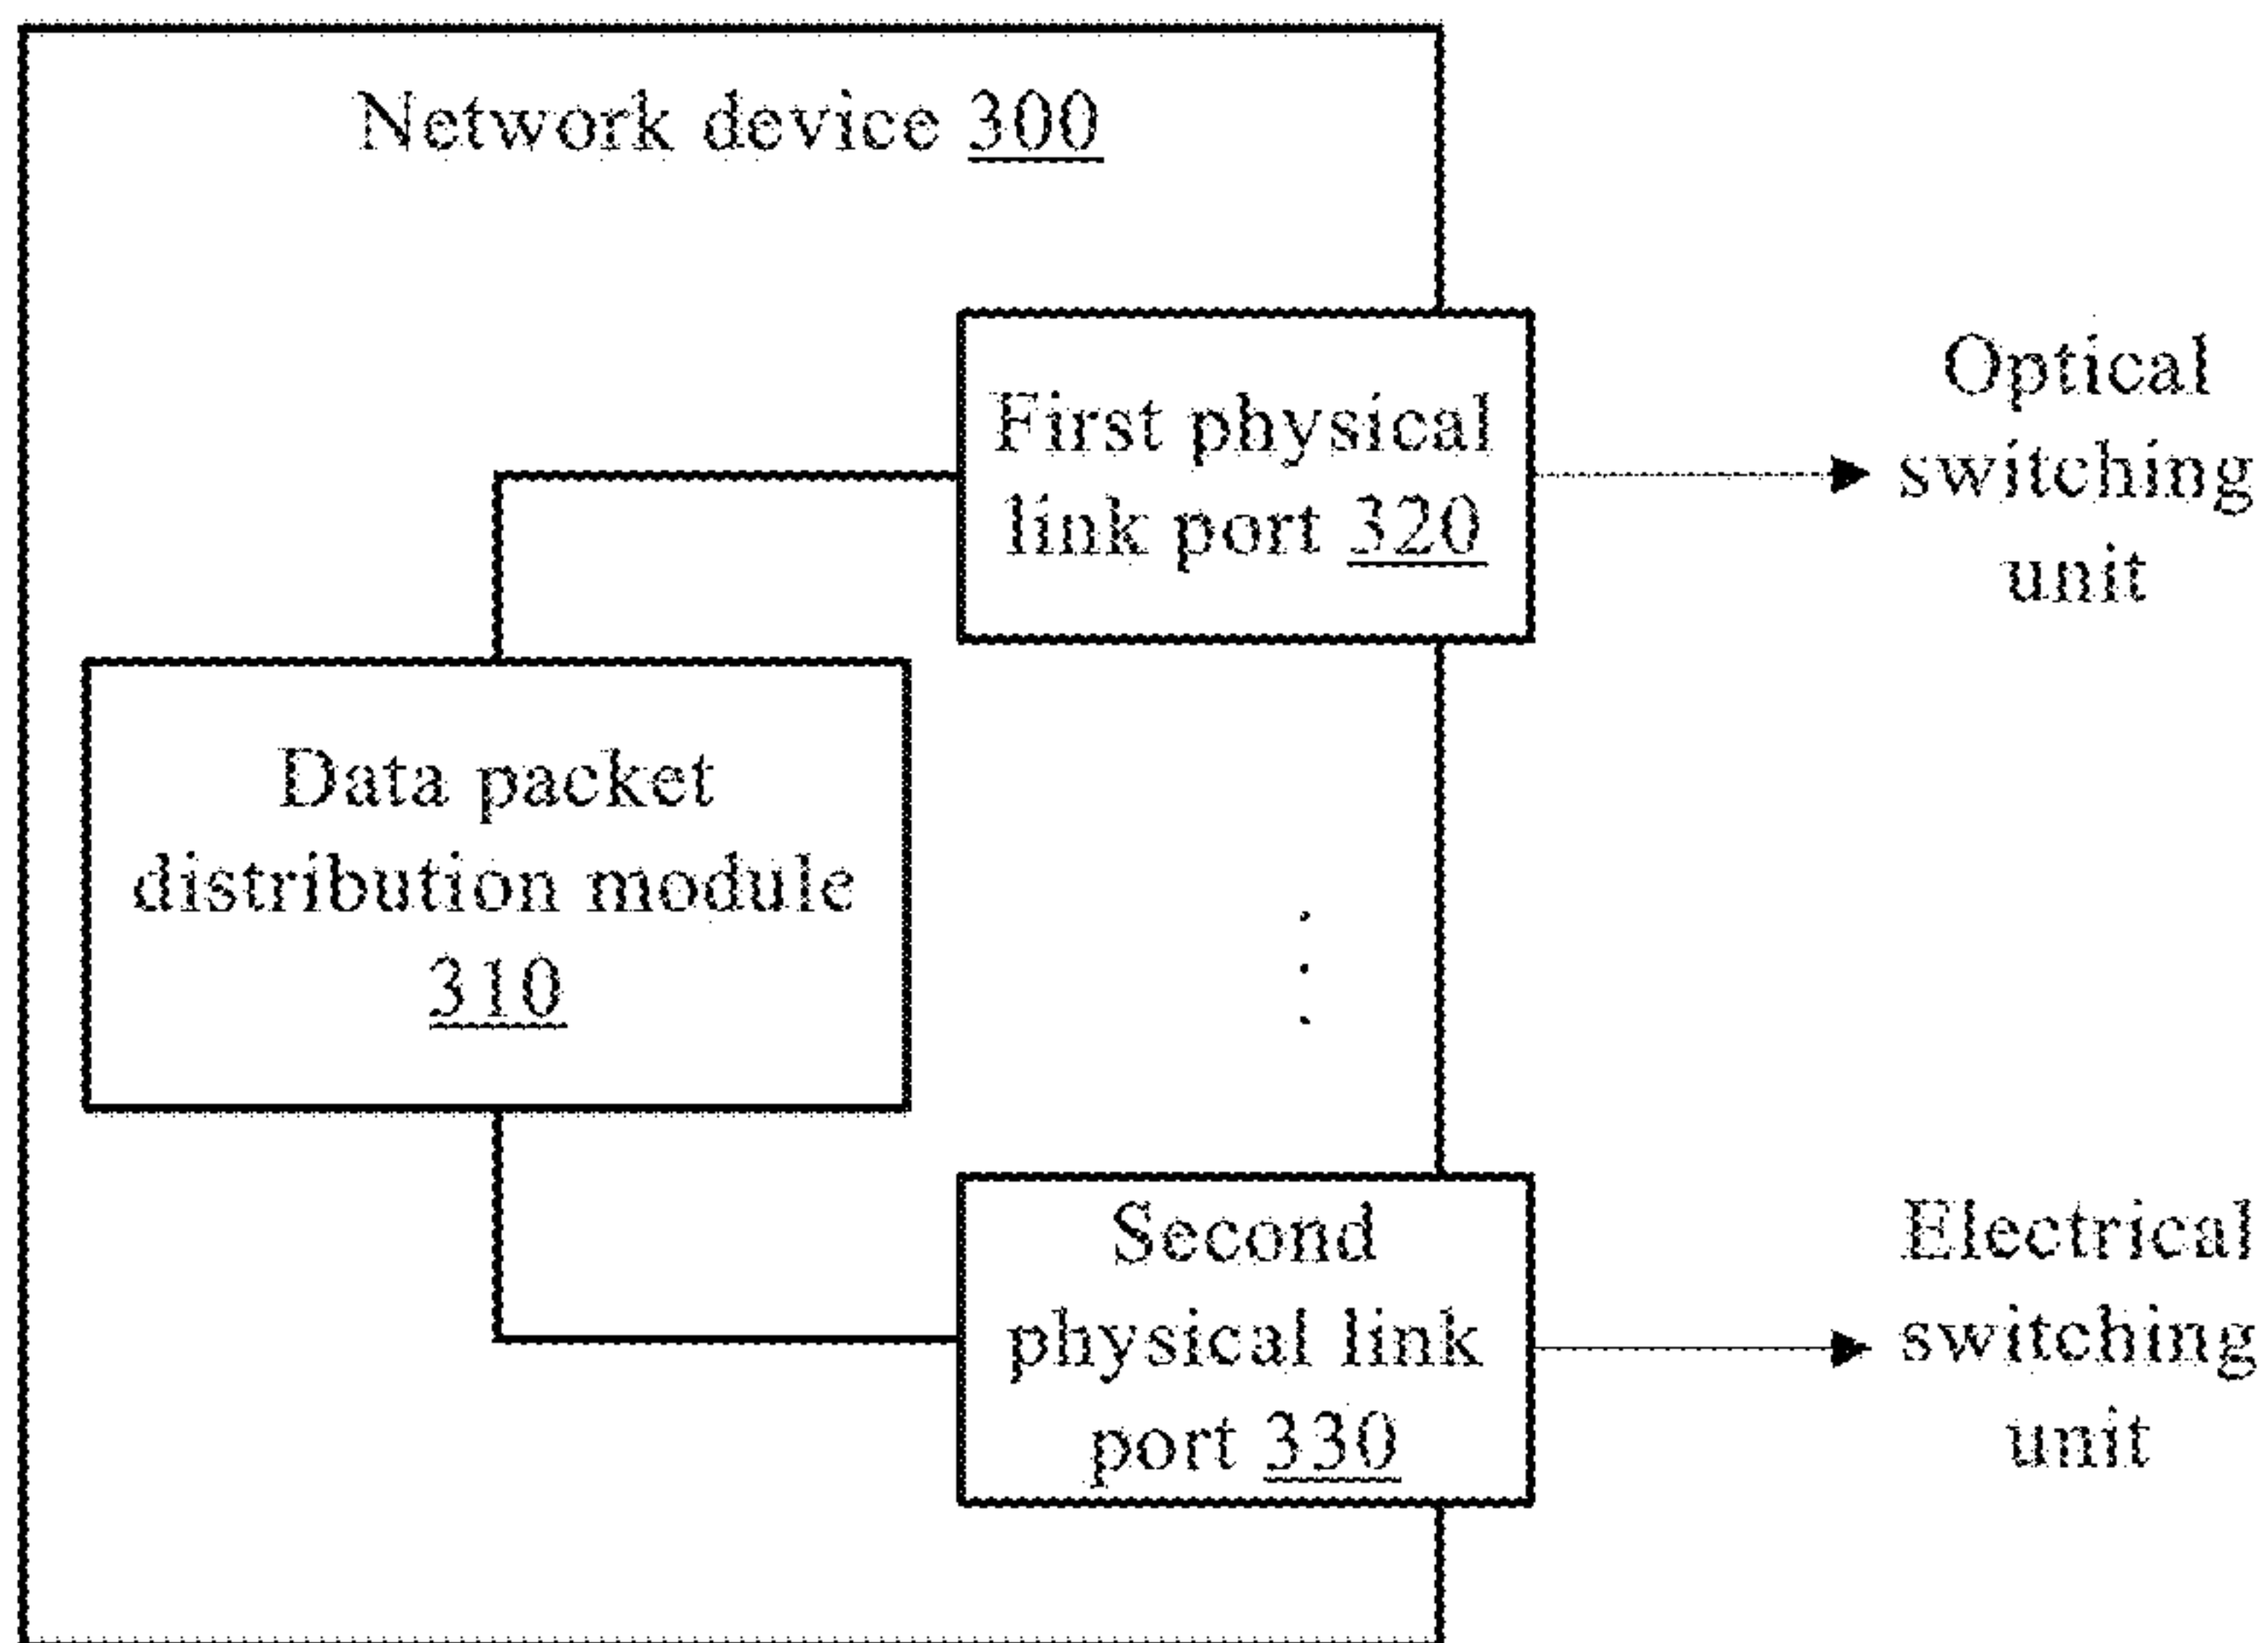 Network device 300
First physical
link port 320
Optical
switching
unit
Data packet
distribution module
310
Second
physical link
port 330
Electrical
switching
unit